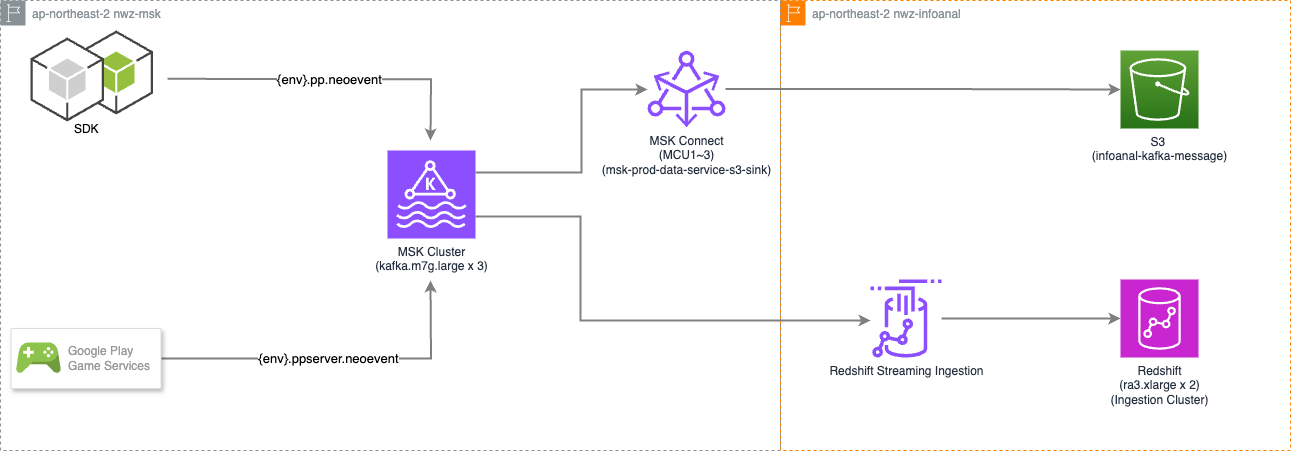 ap-northeast-2 nwz-msk
ap-northeast-2 nwz-infoanal
SDK
{env}.pp.neoevent
MSK Connect
(MCU1~3)
(msk-prod-data-service-s3-sink)
S3
(infoanal-kafka-message)
K
MSK Cluster
(kafka.m7g.large x 3)
Google Play
Game Services
{env}.ppserver.neoevent
Redshift Streaming Ingestion
Redshift
(ra3.xlarge x 2)
(Ingestion Cluster)